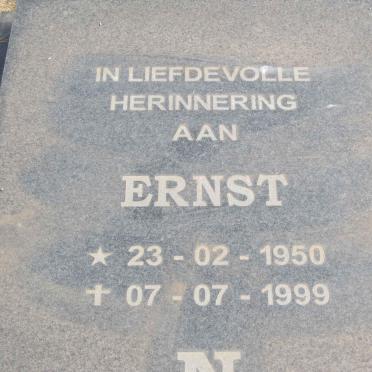 IN LIEFDEVOLLE
HERINNERING
AAN
ERNST
★ 23 - 02 - 1950
✝ 07 - 07 - 1999
N